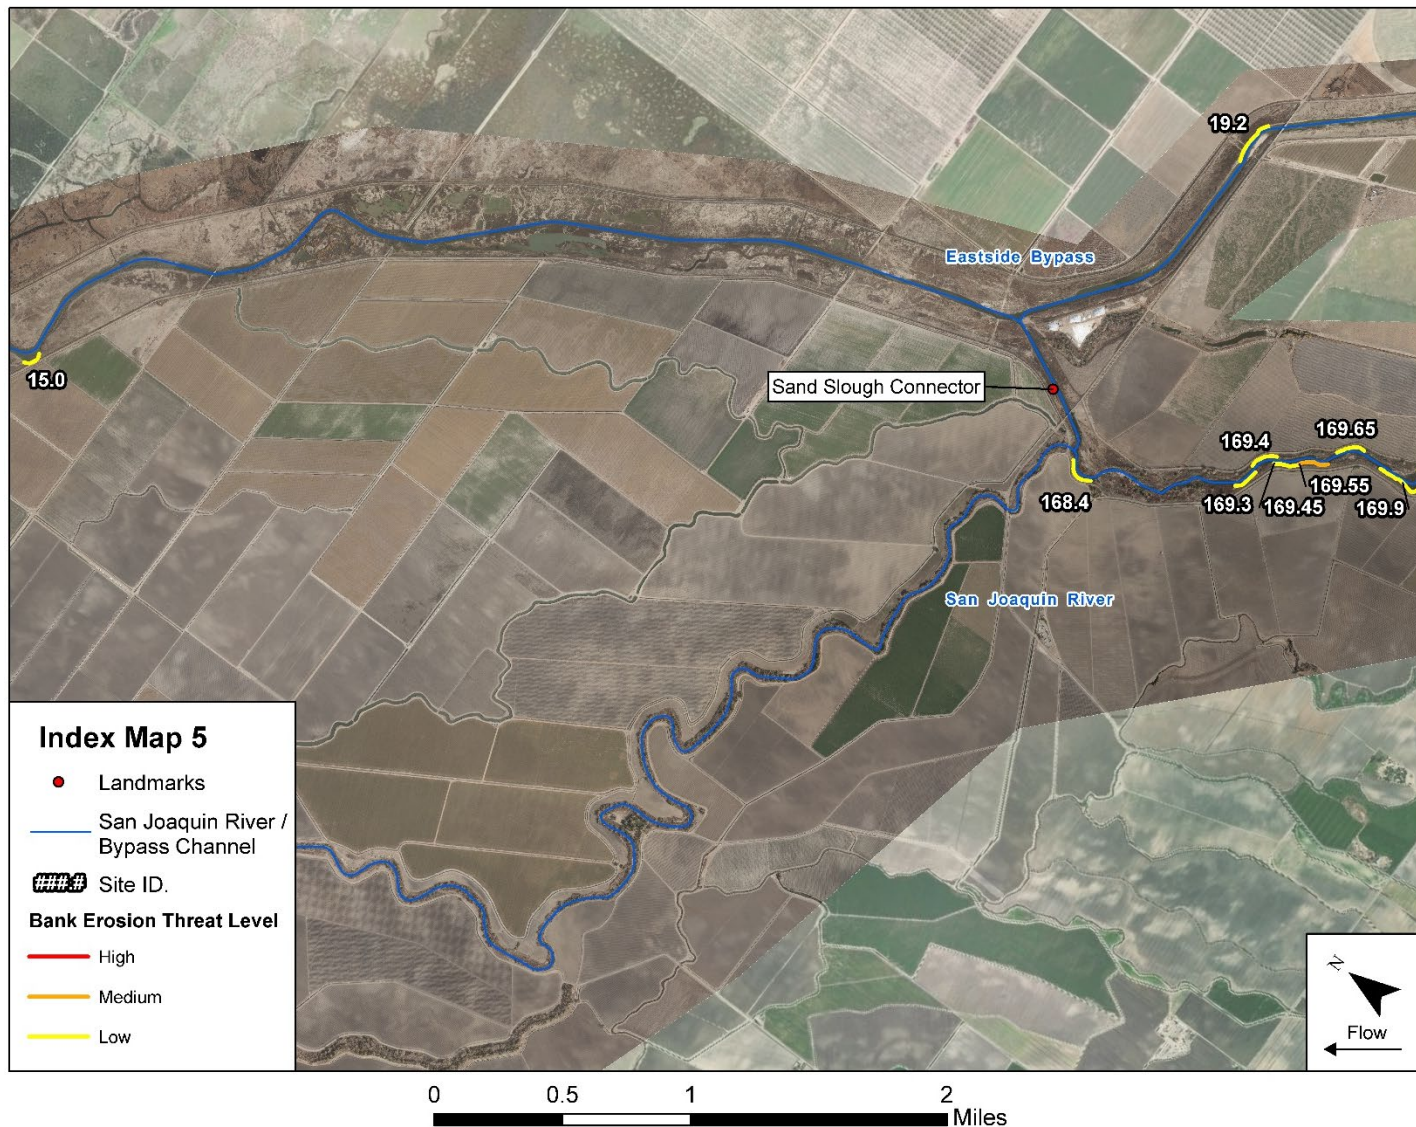 19.2
Eastside Bypass
15.0
Sand Slough Connector
169.4
169.65
168.4
169.3
169.45
169.55
169.9
San Joaquin River
Index Map 5
Landmarks
San Joaquin River /
Bypass Channel
###.#
Site ID.
Bank Erosion Threat Level
High
Medium
Low
N
Flow
0
0.5
1
2
Miles